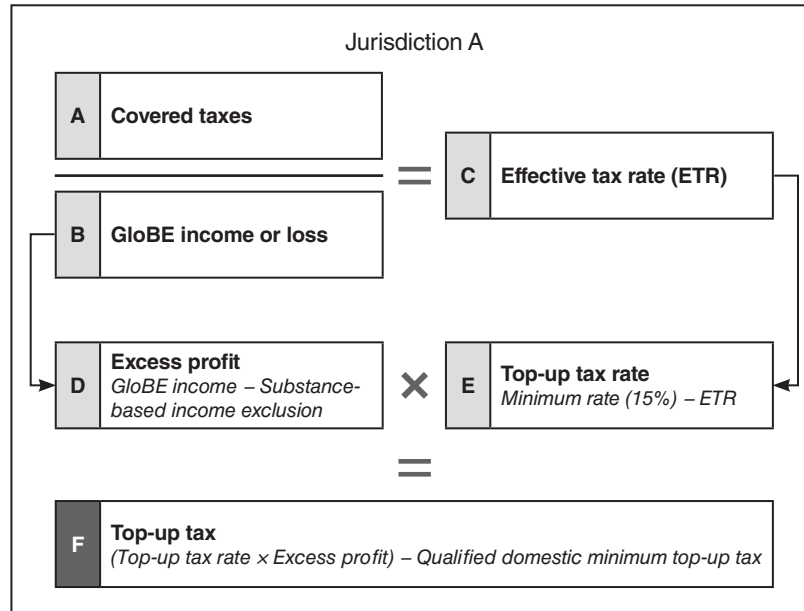 Jurisdiction A
A Covered taxes
=
C Effective tax rate (ETR)
B GloBE income or loss
D Excess profit
GloBE income – Substance-
based income exclusion
×
E Top-up tax rate
Minimum rate (15%) – ETR
=
F Top-up tax
(Top-up tax rate × Excess profit) – Qualified domestic minimum top-up tax